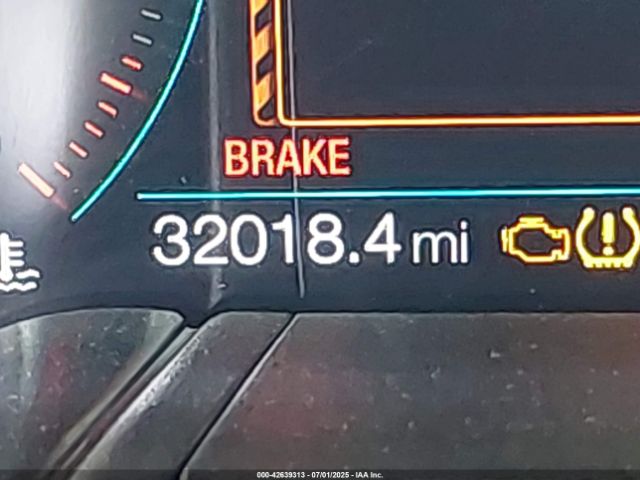 BRAKE
32018.4 mi
000-42639313 - 07/01/2025 - IAA Inc.